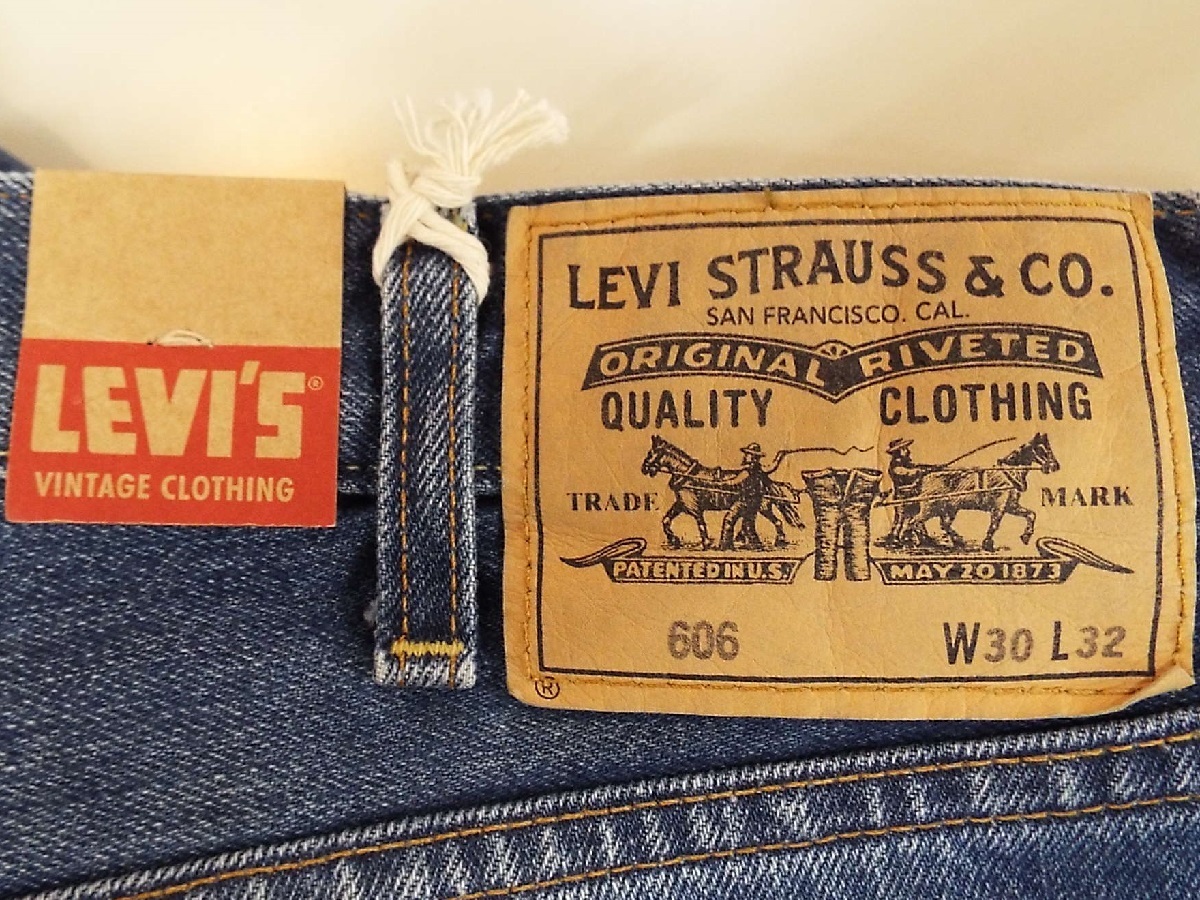 LEVI'S®
VINTAGE CLOTHING
LEVI STRAUSS & CO.
SAN FRANCISCO. CAL.
ORIGINAL RIVETED
QUALITY CLOTHING
TRADE MARK
PATENTED IN U.S. MAY 20 1873
606 W30 L32
®